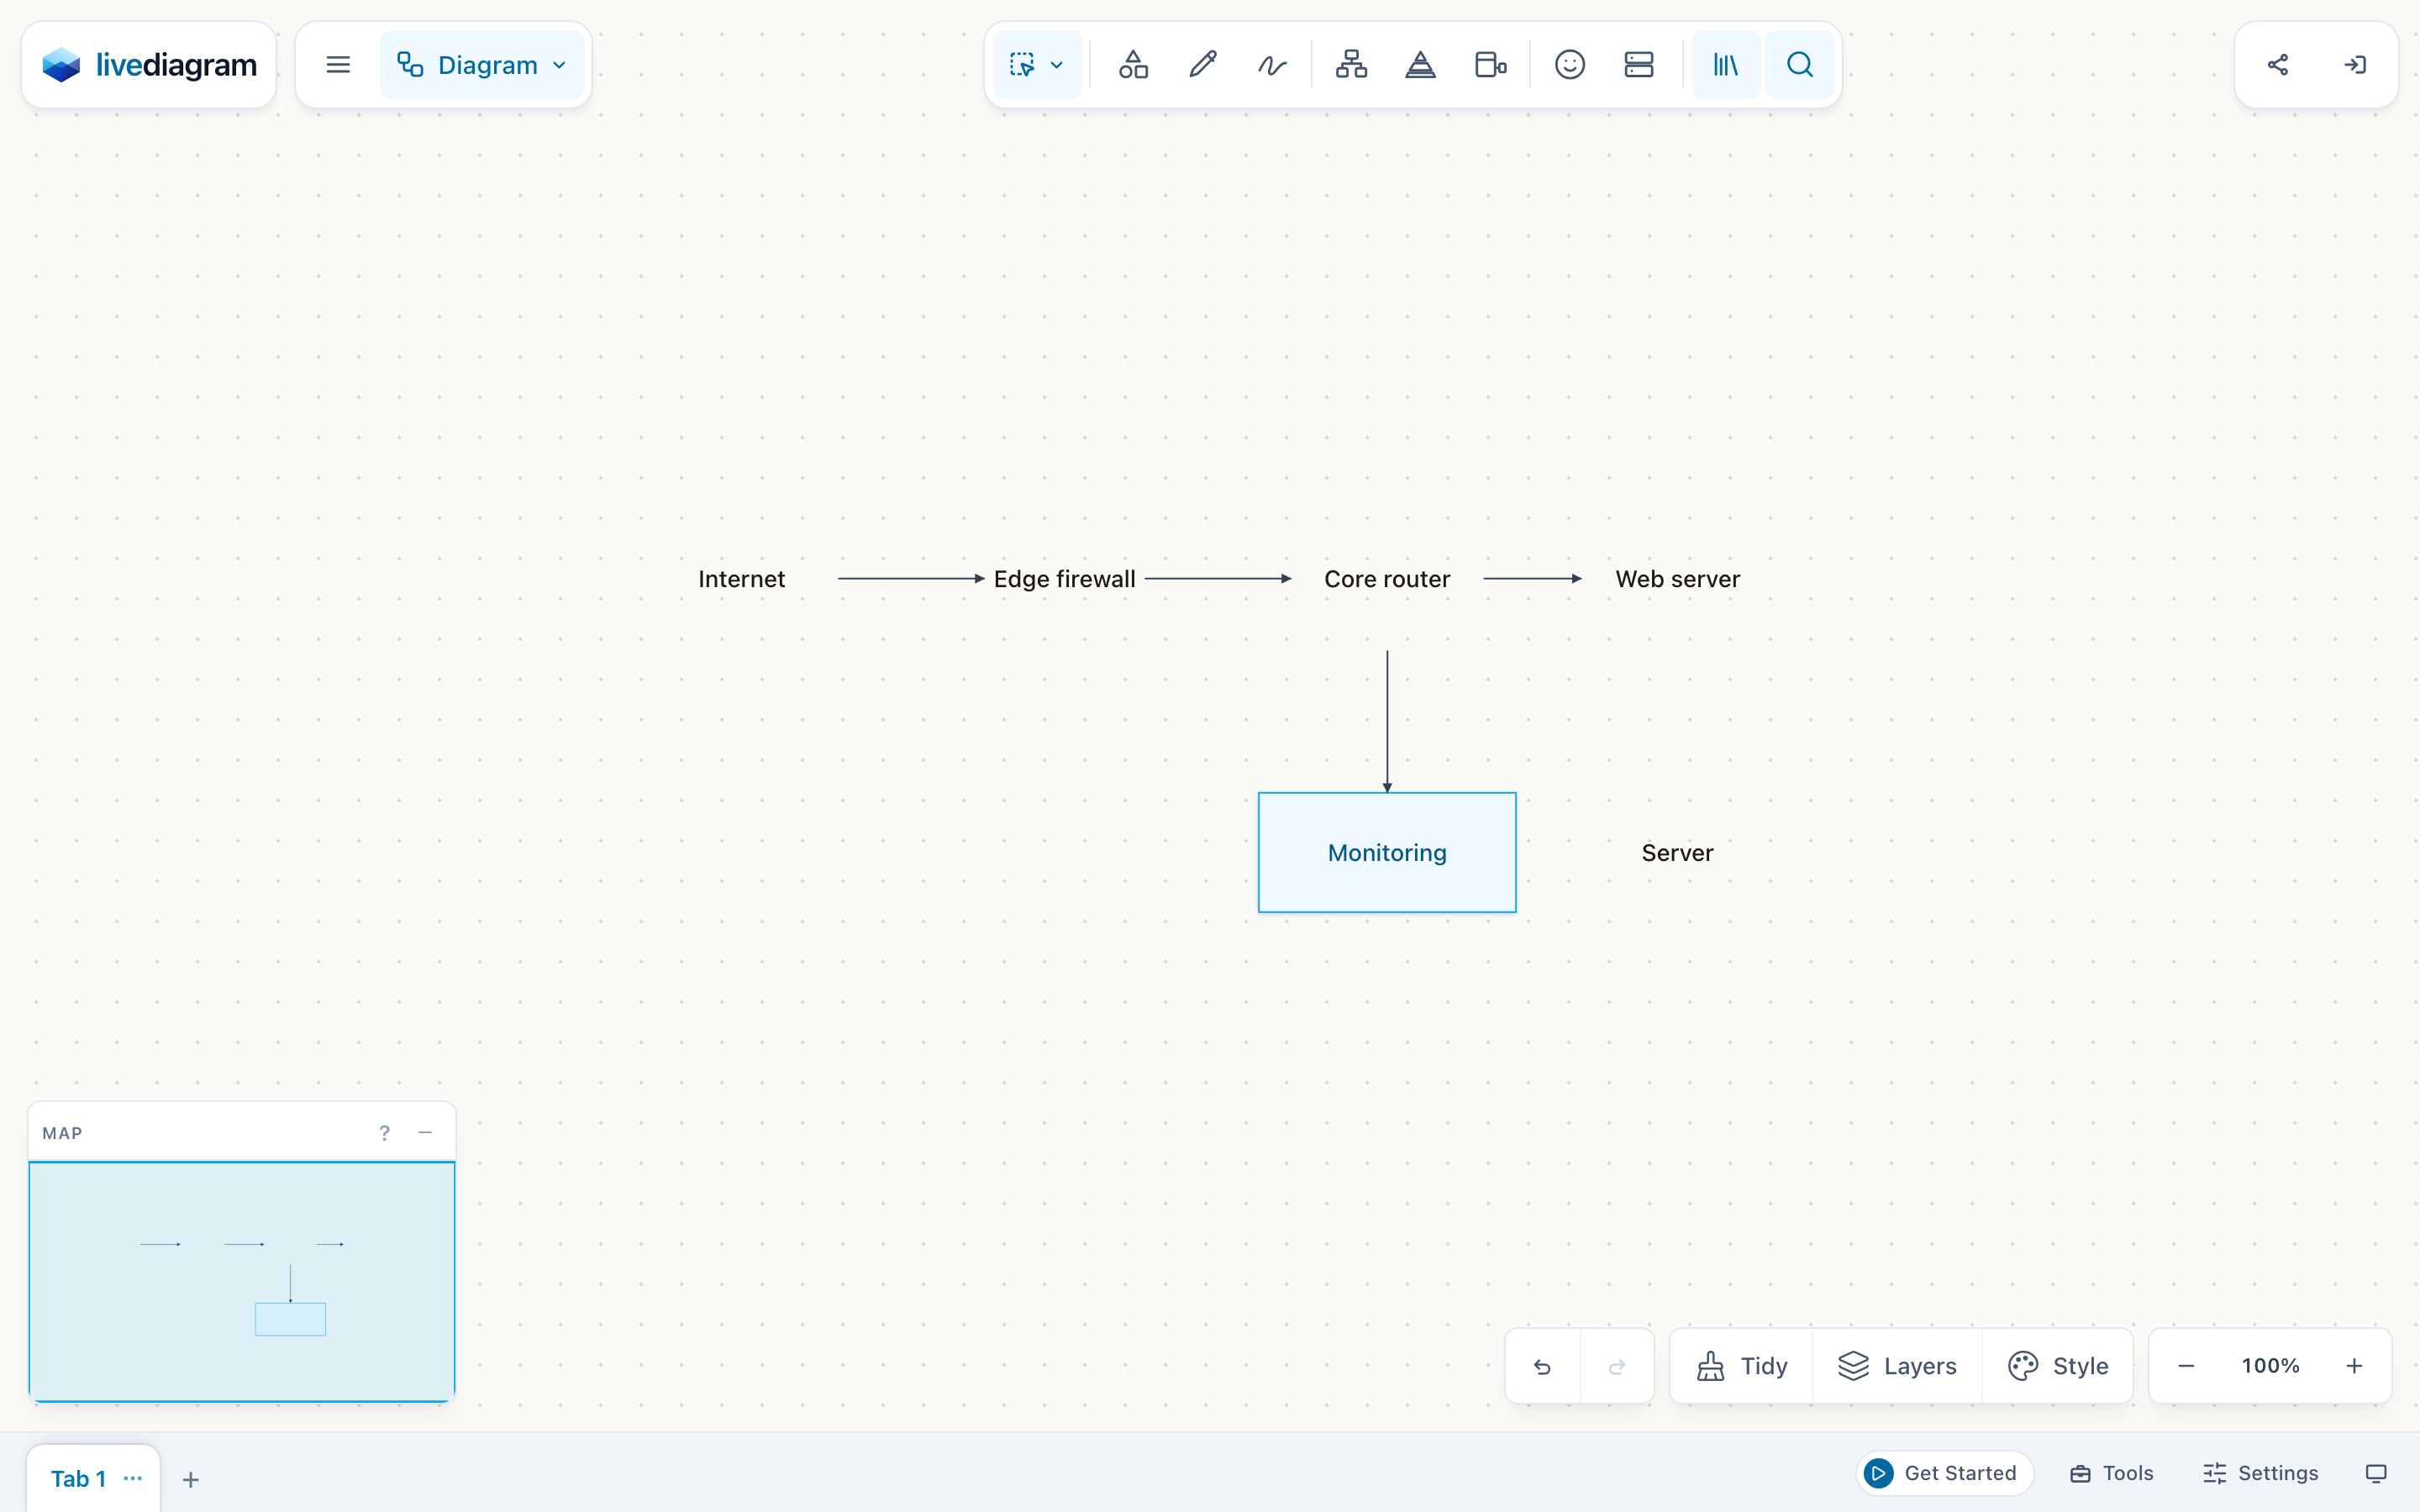 livediagram
Diagram
Internet
Edge firewall
Core router
Web server
Monitoring
Server
MAP
?
Tidy
Layers
Style
100%
Tab 1
Get Started
Tools
Settings